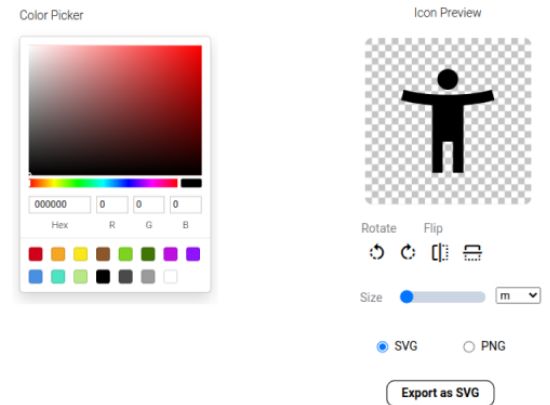 Color Picker
Icon Preview
000000 0 0 0
Hex R G B
Rotate Flip
Size m
SVG PNG
Export as SVG